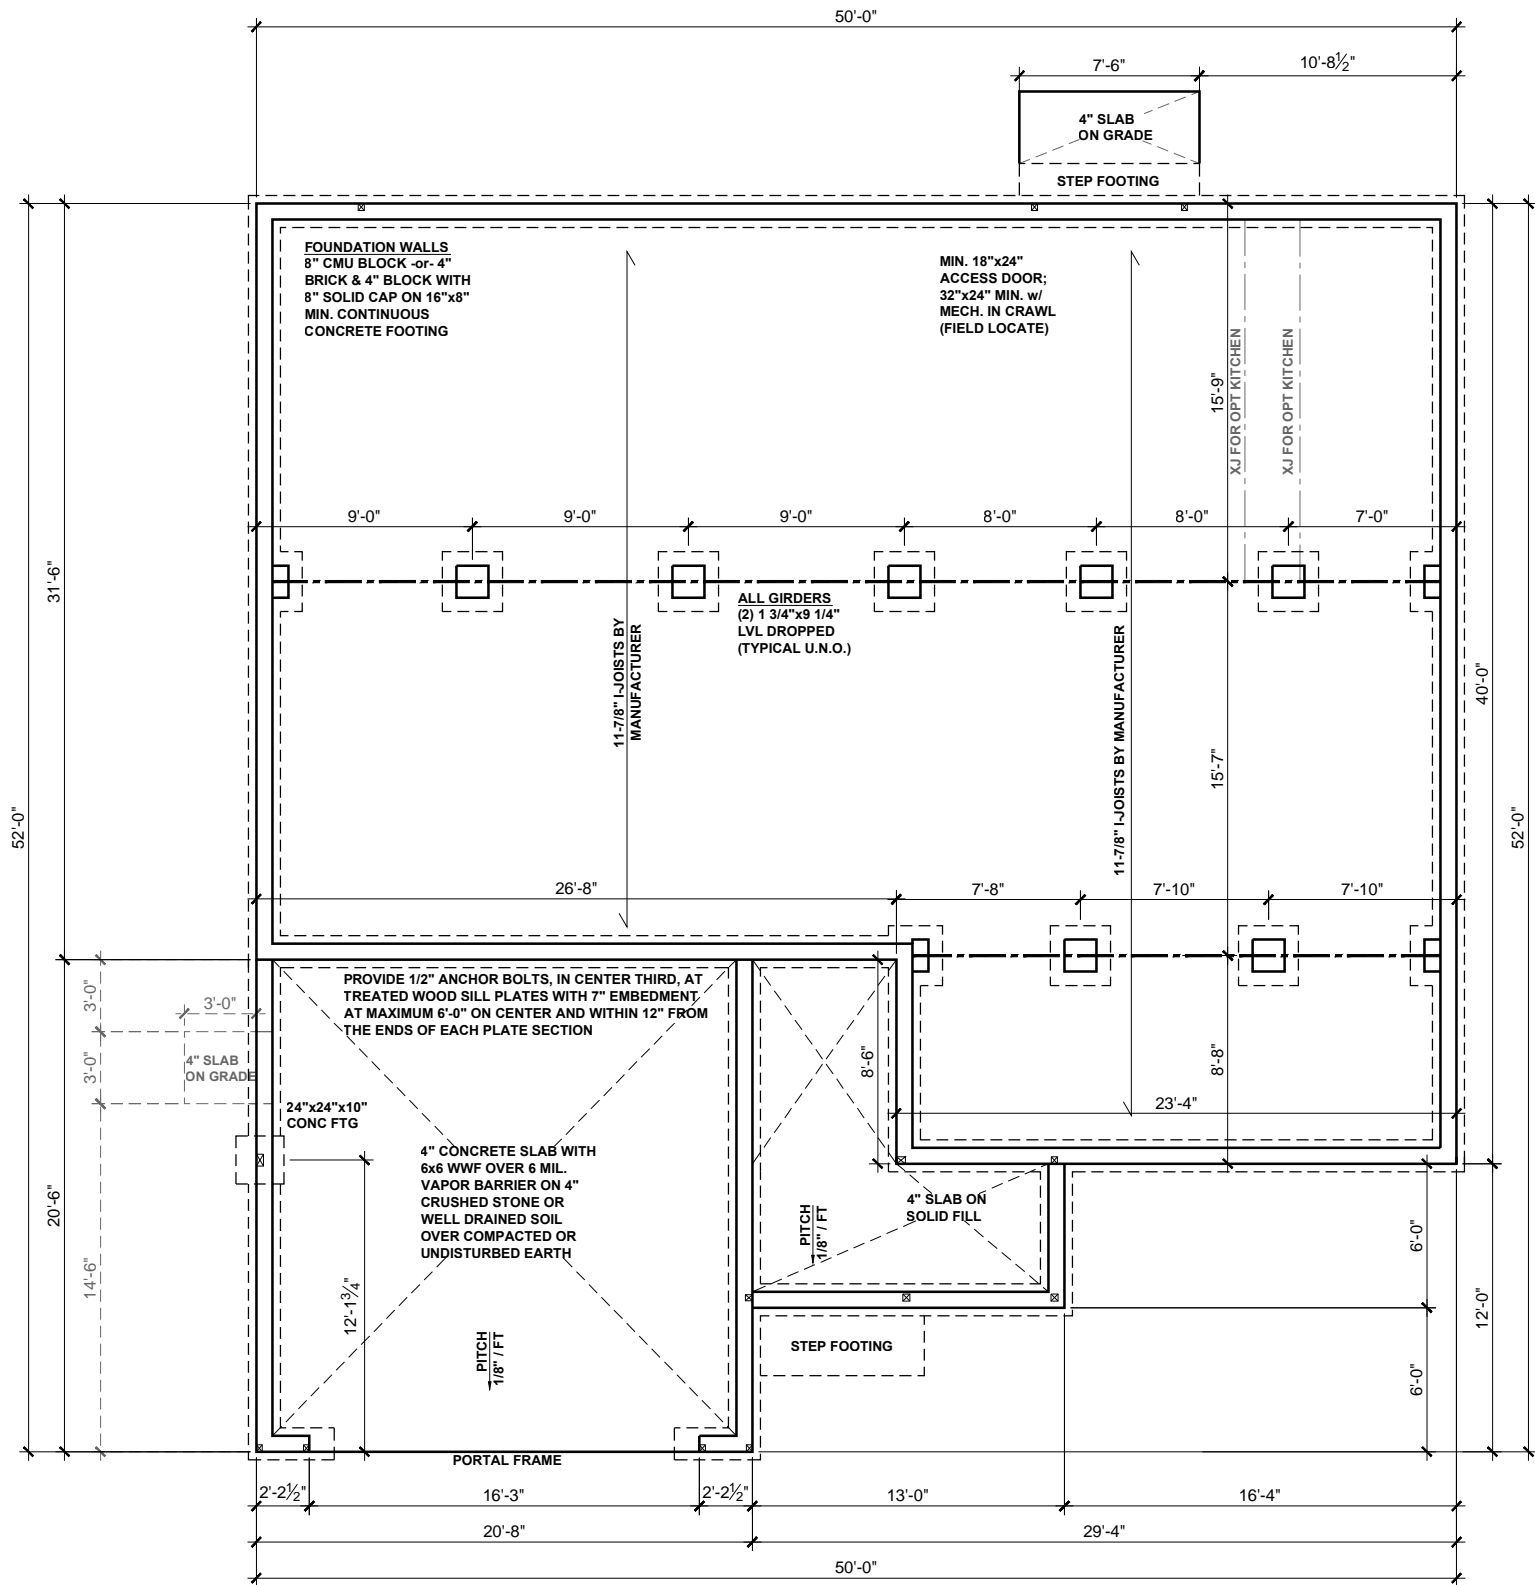 50'-0"
7'-6"
10'-8½"
4" SLAB
ON GRADE
STEP FOOTING
FOUNDATION WALLS
8" CMU BLOCK -or- 4"
BRICK & 4" BLOCK WITH
8" SOLID CAP ON 16"x8"
MIN. CONTINUOUS
CONCRETE FOOTING
MIN. 18"x24"
ACCESS DOOR;
32"x24" MIN. w/
MECH. IN CRAWL
(FIELD LOCATE)
XJ FOR OPT KITCHEN
XJ FOR OPT KITCHEN
15'-9"
9'-0"
9'-0"
9'-0"
8'-0"
8'-0"
7'-0"
31'-6"
ALL GIRDERS
(2) 1 3/4"x9 1/4"
LVL DROPPED
(TYPICAL U.N.O.)
11-7/8" I-JOISTS BY
MANUFACTURER
11-7/8" I-JOISTS BY MANUFACTURER
40'-0"
15'-7"
52'-0"
52'-0"
26'-8"
7'-8"
7'-10"
7'-10"
PROVIDE 1/2" ANCHOR BOLTS, IN CENTER THIRD, AT
TREATED WOOD SILL PLATES WITH 7" EMBEDMENT
AT MAXIMUM 6'-0" ON CENTER AND WITHIN 12" FROM
THE ENDS OF EACH PLATE SECTION
3'-0"
3'-0"
3'-0"
4" SLAB
ON GRADE
8'-6"
8'-8"
23'-4"
24"x24"x10"
CONC FTG
4" CONCRETE SLAB WITH
6x6 WWF OVER 6 MIL.
VAPOR BARRIER ON 4"
CRUSHED STONE OR
WELL DRAINED SOIL
OVER COMPACTED OR
UNDISTURBED EARTH
4" SLAB ON
SOLID FILL
PITCH
1/8" / FT
20'-6"
14'-6"
12'-1¾"
6'-0"
12'-0"
STEP FOOTING
PITCH
1/8" / FT
6'-0"
PORTAL FRAME
2'-2½"
16'-3"
2'-2½"
13'-0"
16'-4"
20'-8"
29'-4"
50'-0"